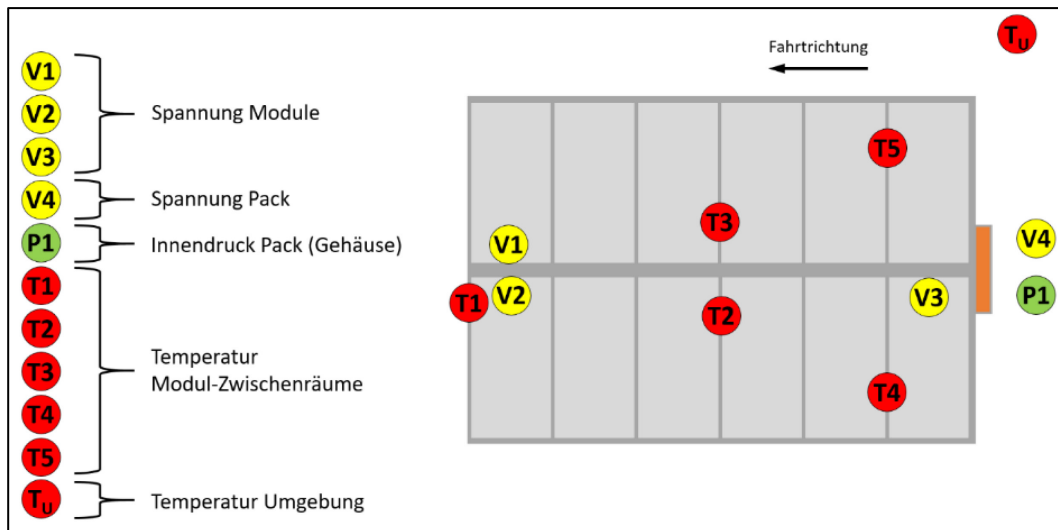 V1
V2
Spannung Module
V3
V4
Spannung Pack
P1
Innendruck Pack (Gehäuse)
T1
T2
T3
Temperatur
Modul-Zwischenräume
T4
T5
TU
Temperatur Umgebung
Fahrtrichtung
TU
T5
T3
V1
V4
T1
V2
T2
V3
P1
T4